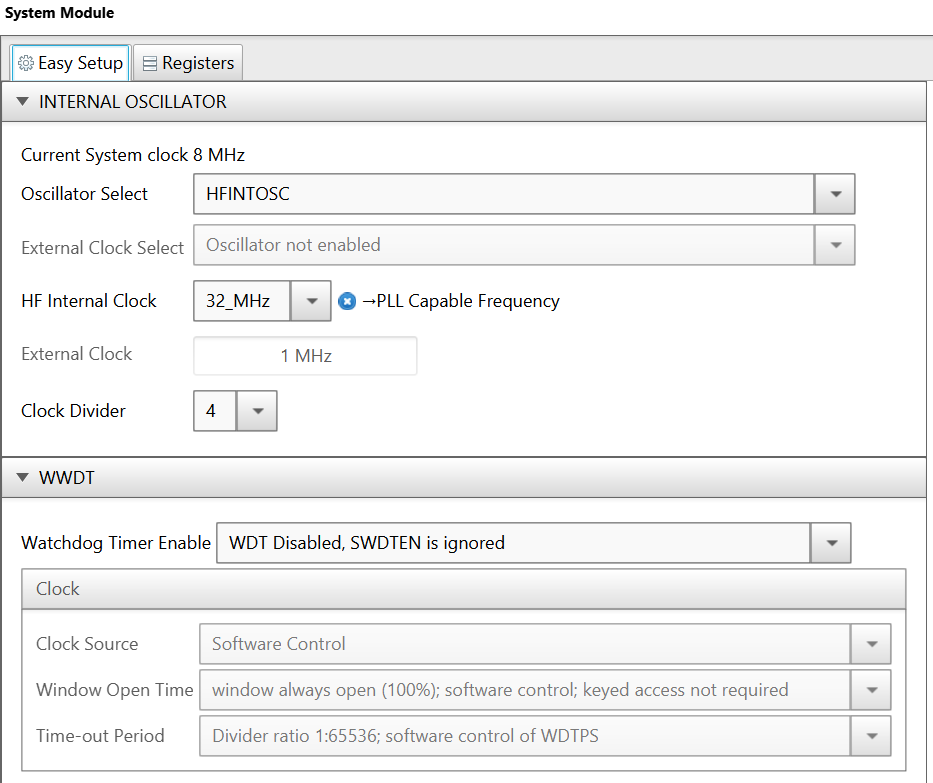 System Module
Easy Setup Registers
INTERNAL OSCILLATOR
Current System clock 8 MHz
Oscillator Select HFINTOSC
External Clock Select Oscillator not enabled
HF Internal Clock 32_MHz →PLL Capable Frequency
External Clock 1 MHz
Clock Divider 4
WWDT
Watchdog Timer Enable WDT Disabled, SWDTEN is ignored
Clock
Clock Source Software Control
Window Open Time window always open (100%); software control; keyed access not required
Time-out Period Divider ratio 1:65536; software control of WDTPS